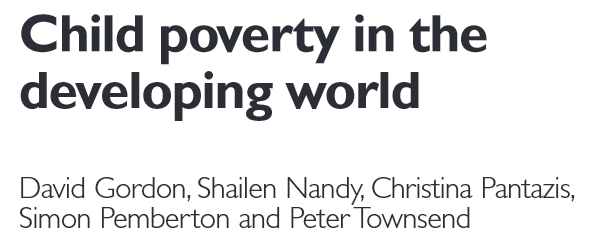 Child poverty in the
developing world
David Gordon, Shailen Nandy, Christina Pantazis,
Simon Pemberton and Peter Townsend